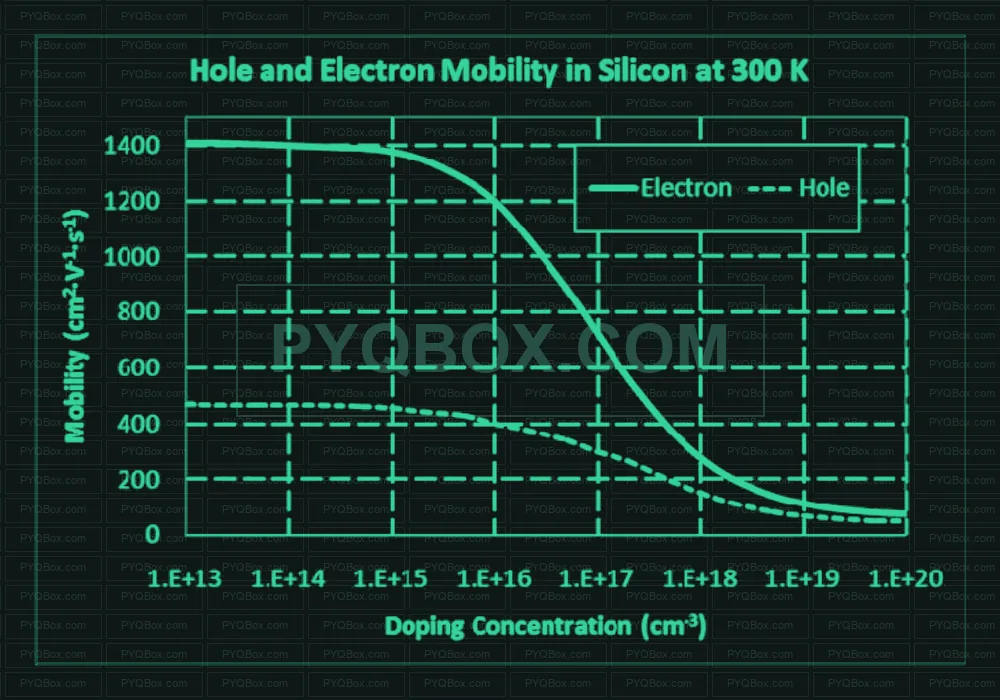 Hole and Electron Mobility in Silicon at 300 K
1400
1200
1000
800
600
400
200
0
Mobility (cm²·V⁻¹·s⁻¹)
Electron Hole
PYQBOX.COM
1.E+13 1.E+14 1.E+15 1.E+16 1.E+17 1.E+18 1.E+19 1.E+20
Doping Concentration (cm⁻³)
PYQBox.com